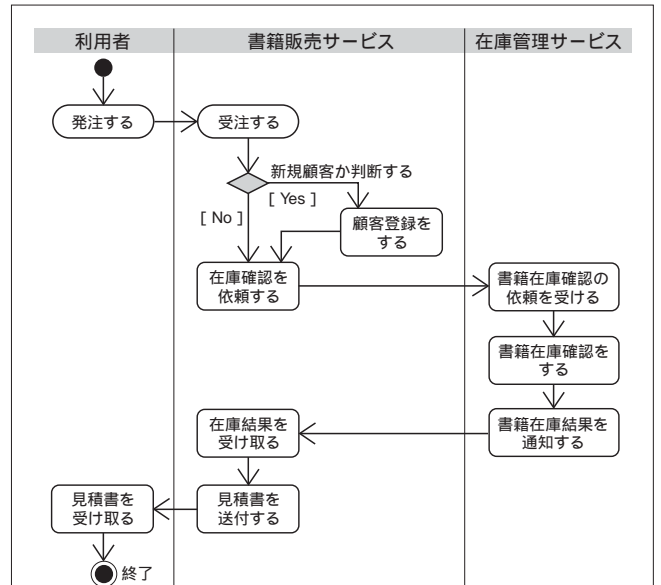 利用者
書籍販売サービス
在庫管理サービス
発注する
受注する
新規顧客か判断する
[ Yes ]
[ No ]
顧客登録を
する
在庫確認を
依頼する
書籍在庫確認の
依頼を受ける
書籍在庫確認を
する
在庫結果を
受け取る
書籍在庫結果を
通知する
見積書を
受け取る
見積書を
送付する
終了